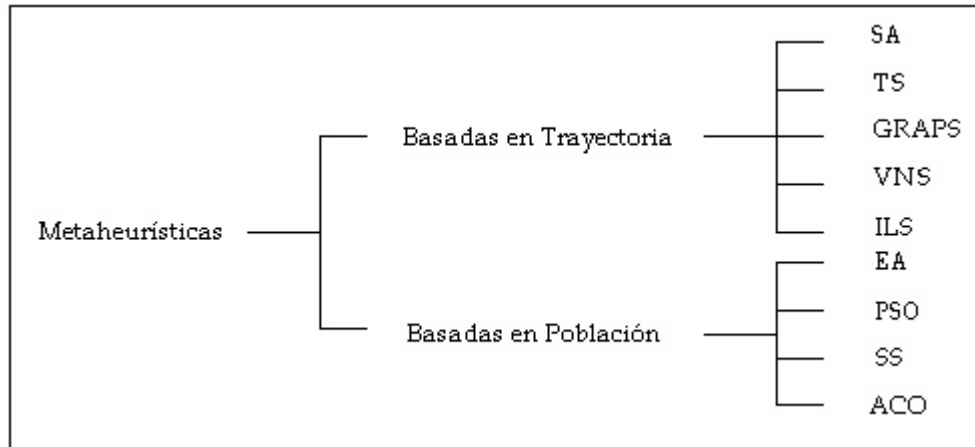 Metaheurísticas
Basadas en Trayectoria
SA
TS
GRAPS
VNS
ILS
Basadas en Población
EA
PSO
SS
ACO